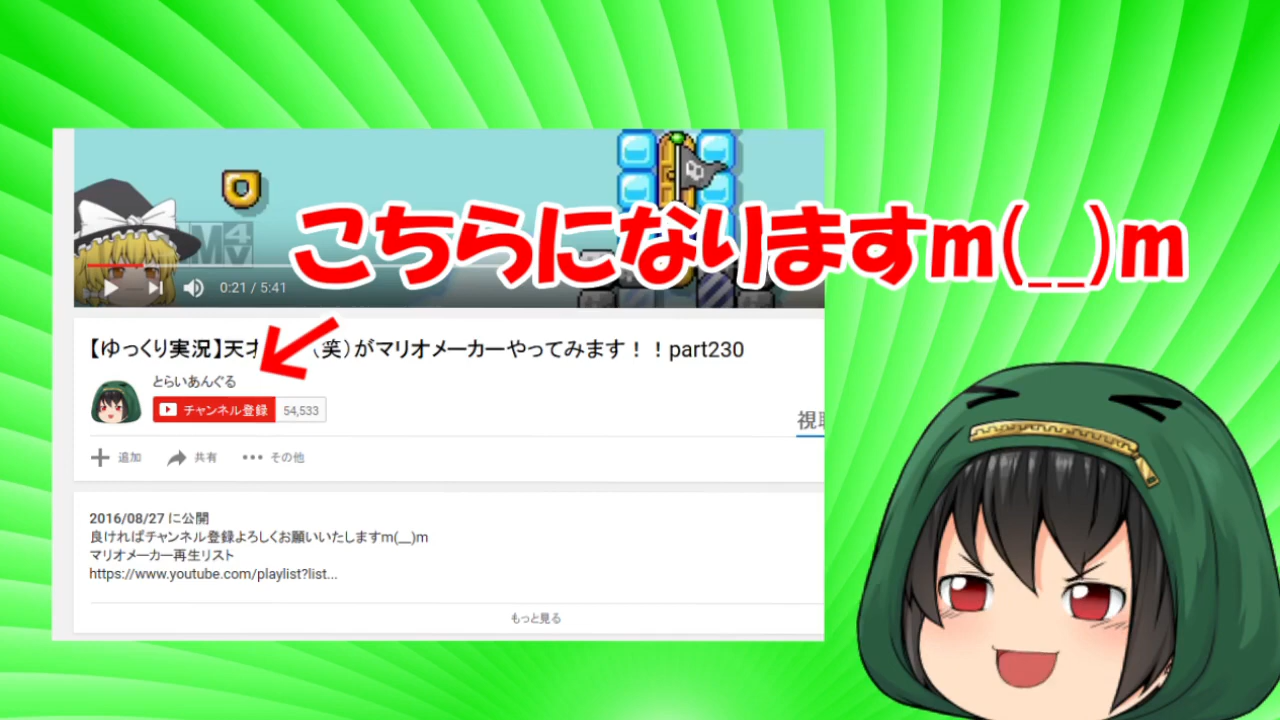 こちらになりますm(__)m
0:21 / 5:41
【ゆっくり実況】天才（笑）がマリオメーカーやってみます！！part230
とらいあんぐる
チャンネル登録 54,533
視聴
追加 共有 その他
2016/08/27 に公開
良ければチャンネル登録よろしくお願いいたしますm(__)m
マリオメーカー再生リスト
https://www.youtube.com/playlist?list...
もっと見る